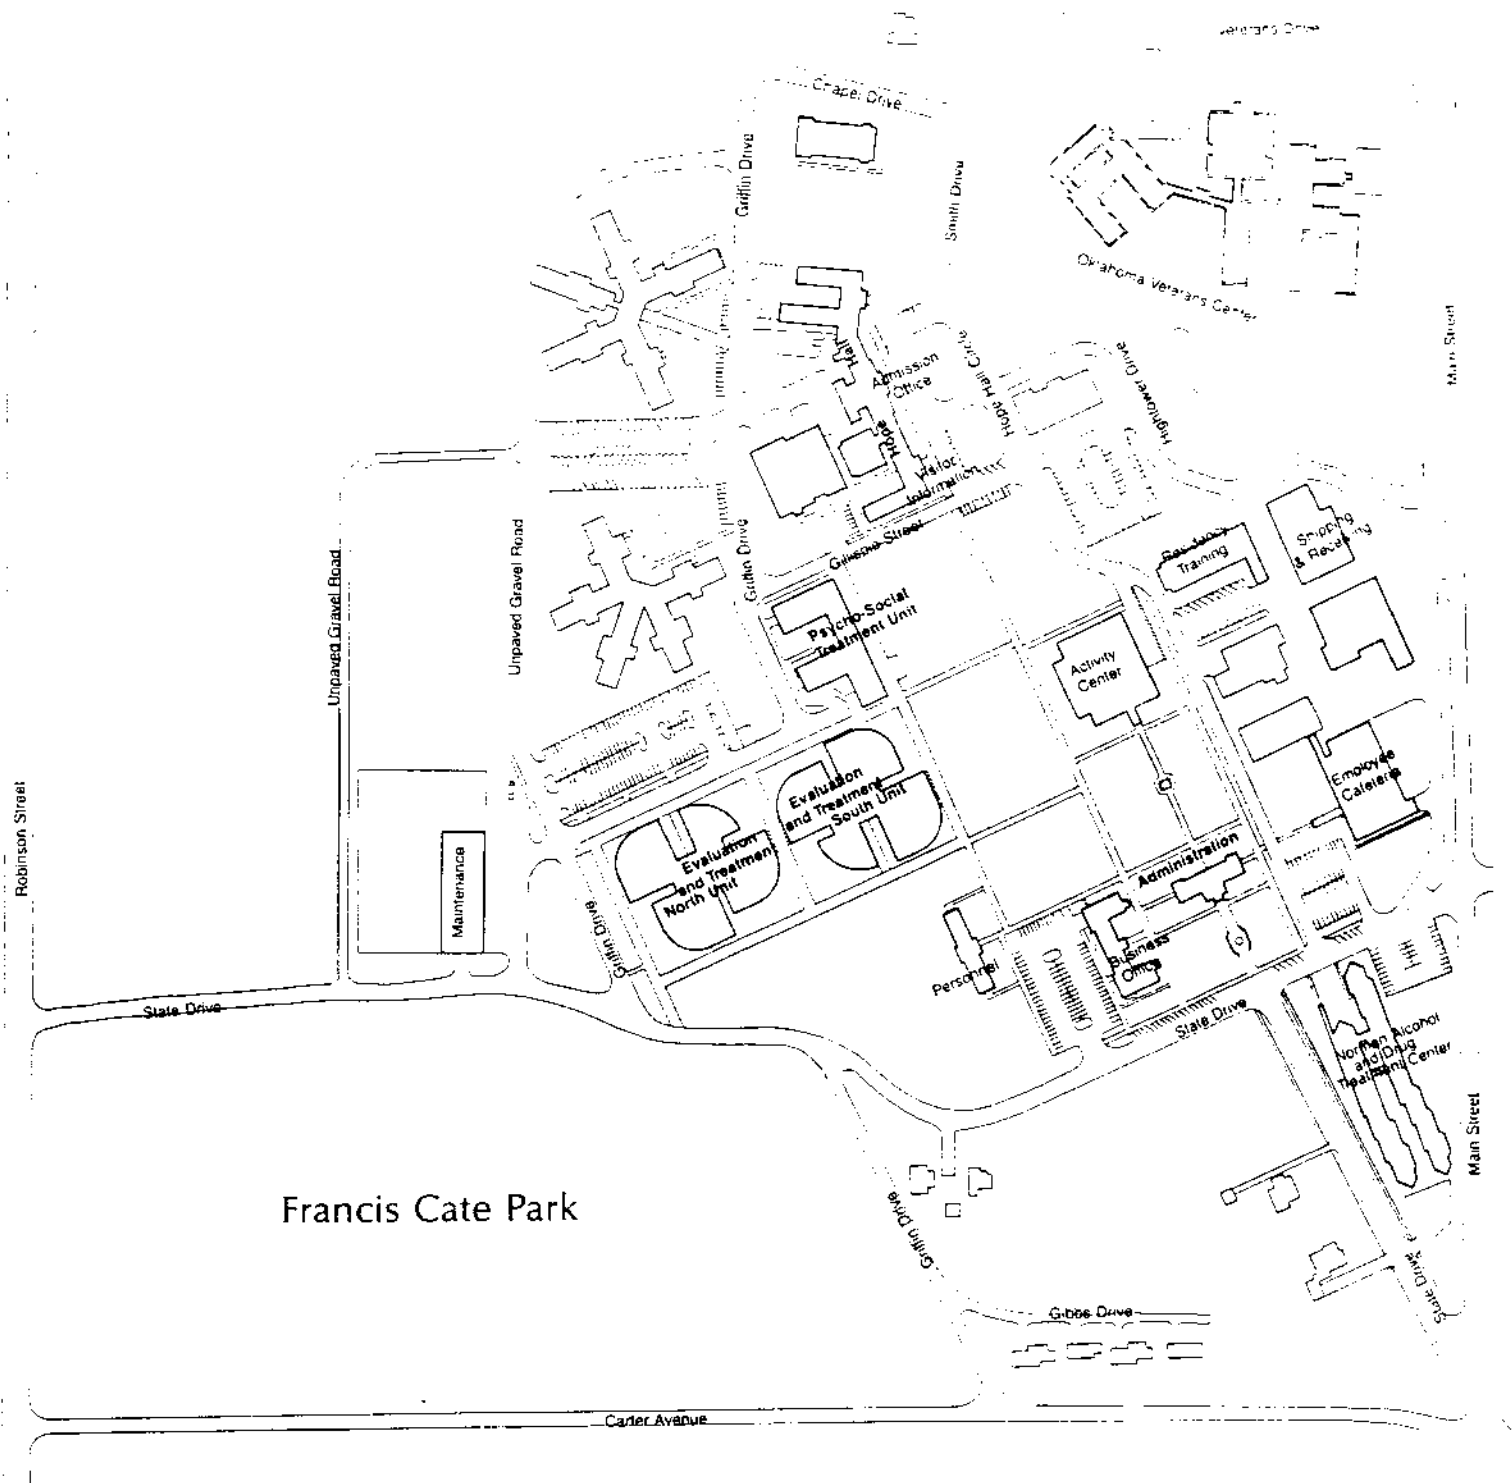 Veterans Drive
Chapel Drive
Griffin Drive
South Drive
Oklahoma Veterans Center
Main Street
Hall
Admission
Office
Hope Hall Circle
Hightower Drive
Hope
Visitor
Information
Gillespie Street
Unpaved Gravel Road
Unpaved Gravel Road
Griffin Drive
Residency
Training
Shipping
& Receiving
Psycho-Social
Treatment Unit
Activity
Center
Robinson Street
Maintenance
Evaluation
and Treatment
South Unit
Evaluation
and Treatment
North Unit
Employee
Cafeteria
Administration
Griffin Drive
Personnel
Business
Office
State Drive
State Drive
Norman Alcohol
and Drug
Treatment Center
Main Street
Francis Cate Park
Griffin Drive
State Drive
Gibbs Drive
Carter Avenue